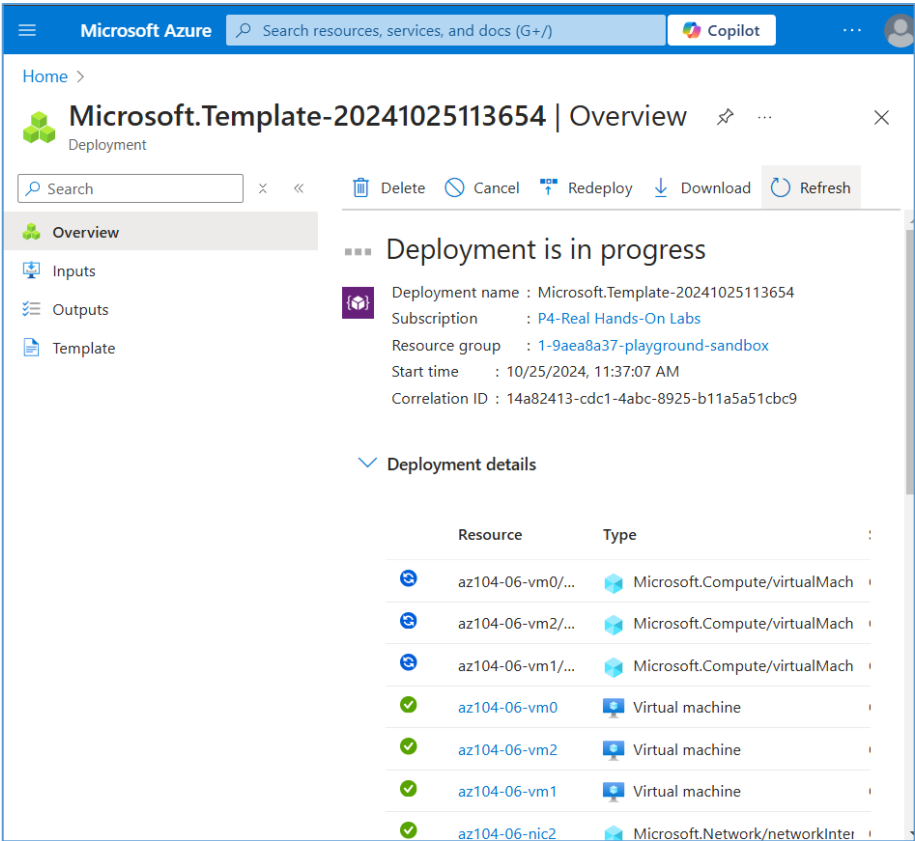 Microsoft Azure
Search resources, services, and docs (G+/)
Copilot
Home
Microsoft.Template-20241025113654 | Overview
Deployment
Search
Delete
Cancel
Redeploy
Download
Refresh
Overview
Inputs
Outputs
Template
Deployment is in progress
Deployment name : Microsoft.Template-20241025113654
Subscription : P4-Real Hands-On Labs
Resource group : 1-9aea8a37-playground-sandbox
Start time : 10/25/2024, 11:37:07 AM
Correlation ID : 14a82413-cdc1-4abc-8925-b11a5a51cbc9
Deployment details
Resource Type
az104-06-vm0/... Microsoft.Compute/virtualMach
az104-06-vm2/... Microsoft.Compute/virtualMach
az104-06-vm1/... Microsoft.Compute/virtualMach
az104-06-vm0 Virtual machine
az104-06-vm2 Virtual machine
az104-06-vm1 Virtual machine
az104-06-nic2 Microsoft.Network/networkInter